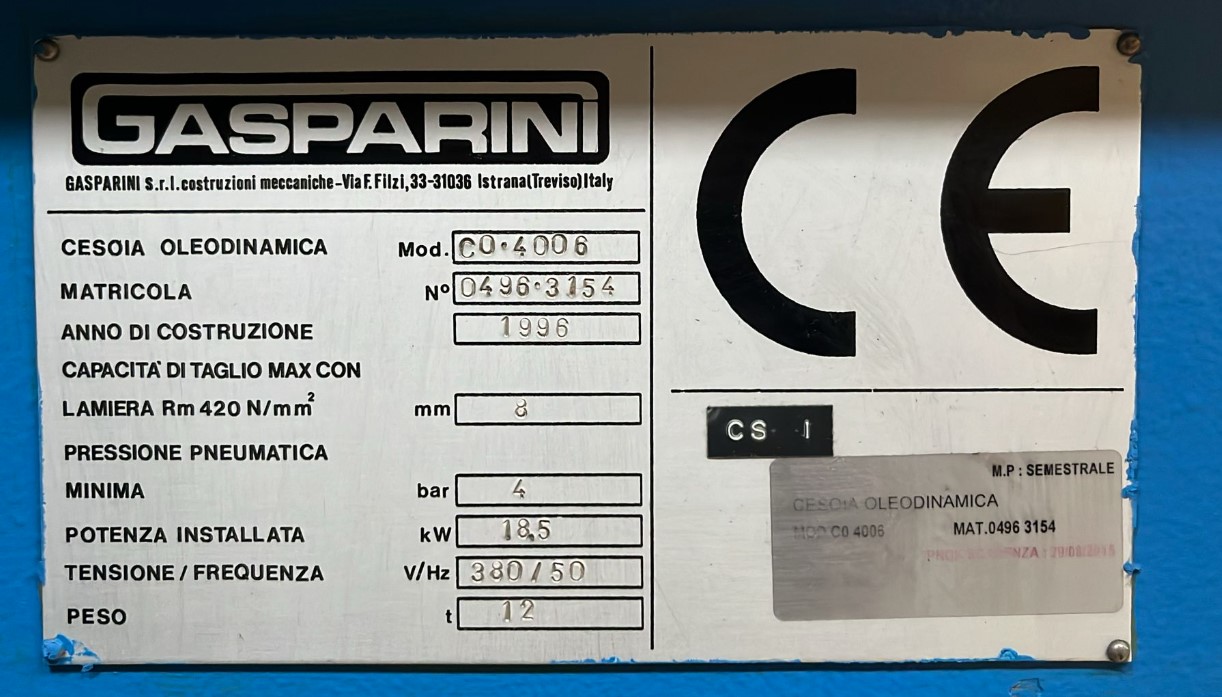 GASPARINI
GASPARINI S.r.l. costruzioni meccaniche-Via F. Filzi, 33-31036 Istrana(Treviso)Italy
CESOIA OLEODINAMICA Mod. CO·4006
MATRICOLA N° 0496·3154
ANNO DI COSTRUZIONE 1996
CAPACITA' DI TAGLIO MAX CON
LAMIERA Rm 420 N/mm² mm 8
PRESSIONE PNEUMATICA
MINIMA bar 4
POTENZA INSTALLATA kW 18,5
TENSIONE / FREQUENZA V/Hz 380/50
PESO t 12
CE
CS 1
M.P : SEMESTRALE
CESOIA OLEODINAMICA
MOD C0 4006 MAT.0496 3154